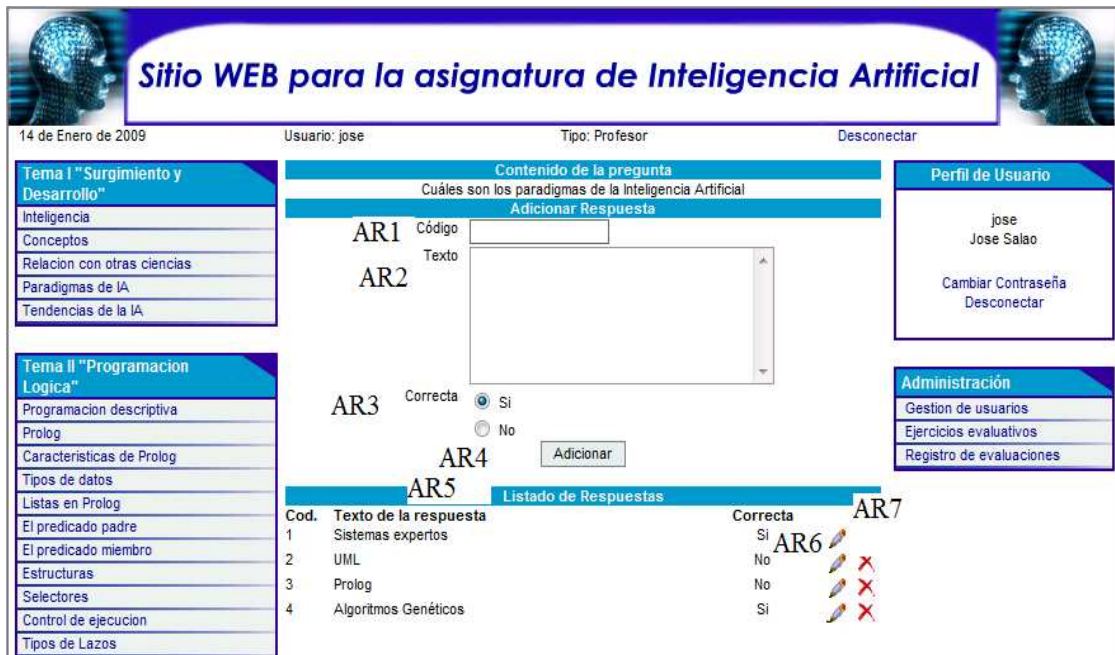 Sitio WEB para la asignatura de Inteligencia Artificial
14 de Enero de 2009 Usuario: jose Tipo: Profesor Desconectar
Tema I "Surgimiento y
Desarrollo"
Inteligencia
Conceptos
Relacion con otras ciencias
Paradigmas de IA
Tendencias de la IA
Tema II "Programacion
Logica"
Programacion descriptiva
Prolog
Caracteristicas de Prolog
Tipos de datos
Listas en Prolog
El predicado padre
El predicado miembro
Estructuras
Selectores
Control de ejecucion
Tipos de Lazos
Contenido de la pregunta
Cuáles son los paradigmas de la Inteligencia Artificial
Adicionar Respuesta
AR1 Código
Texto
AR2
AR3 Correcta Si
No
AR4 Adicionar
AR5 Listado de Respuestas
AR7
Cod. Texto de la respuesta Correcta
1 Sistemas expertos Si AR6
2 UML No
3 Prolog No
4 Algoritmos Genéticos Si
Perfil de Usuario
jose
Jose Salao
Cambiar Contraseña
Desconectar
Administración
Gestion de usuarios
Ejercicios evaluativos
Registro de evaluaciones